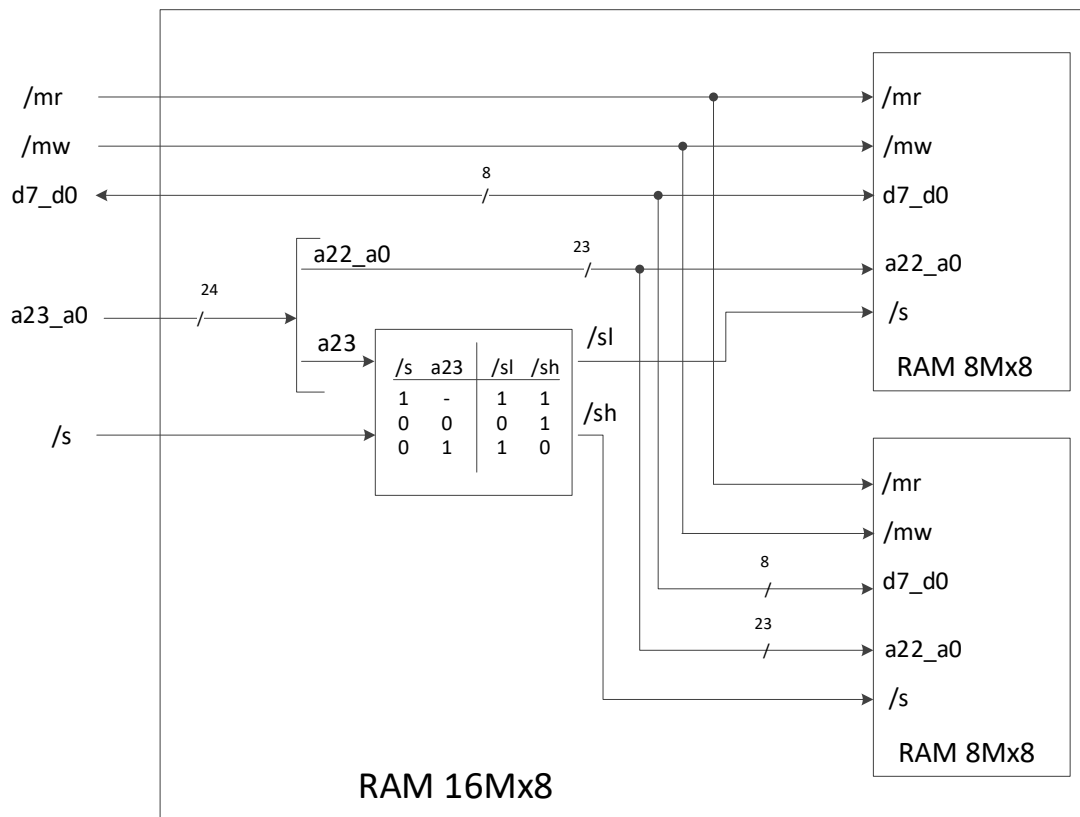 /mr
/mr
/mw
/mw
8
d7_d0
d7_d0
a22_a0
23
a22_a0
24
a23_a0
/s
a23
/sl
RAM 8Mx8
/s a23 /sl /sh
1 - 1 1
0 0 0 1
0 1 1 0
/sh
/s
/mr
/mw
8
d7_d0
23
a22_a0
/s
RAM 8Mx8
RAM 16Mx8